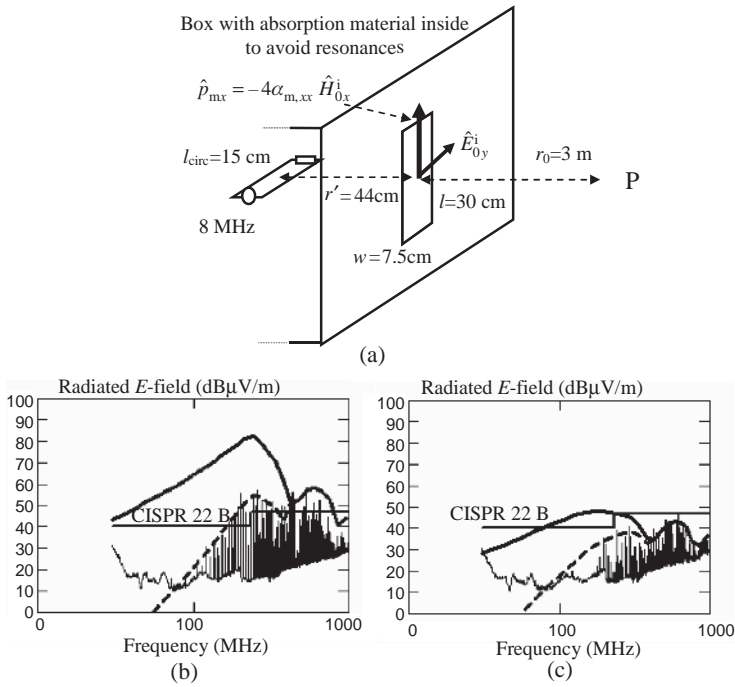 Box with absorption material inside
to avoid resonances
p̂ₘₓ = −4αₘ,ₓₓ Ĥ₀ₓⁱ
Ê₀ᵧⁱ
l_circ=15 cm
r₀=3 m
P
r′=44cm
l=30 cm
8 MHz
w=7.5cm
(a)
Radiated E-field (dBµV/m)
100
90
80
70
60
50
40
30
20
10
0
CISPR 22 B
0
100
1000
Frequency (MHz)
(b)
Radiated E-field (dBµV/m)
100
90
80
70
60
50
40
30
20
10
0
CISPR 22 B
0
100
1000
Frequency (MHz)
(c)